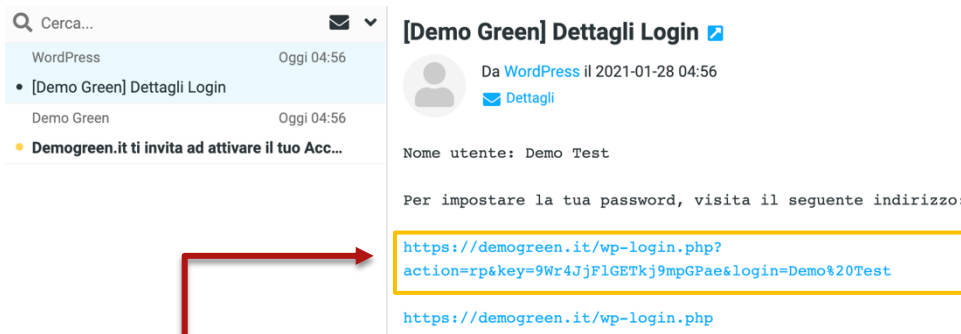 Cerca...
WordPress Oggi 04:56
[Demo Green] Dettagli Login
Demo Green Oggi 04:56
Demogreen.it ti invita ad attivare il tuo Acc...
[Demo Green] Dettagli Login
Da WordPress il 2021-01-28 04:56
Dettagli
Nome utente: Demo Test
Per impostare la tua password, visita il seguente indirizzo:
https://demogreen.it/wp-login.php?
action=rp&key=9Wr4JjFlGETkj9mpGPae&login=Demo%20Test
https://demogreen.it/wp-login.php